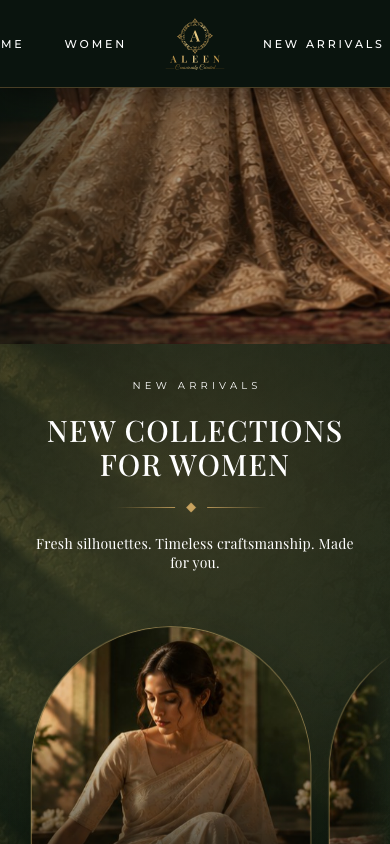 ME
WOMEN
A
ALEEN
NEW ARRIVALS
NEW ARRIVALS
NEW COLLECTIONS
FOR WOMEN
Fresh silhouettes. Timeless craftsmanship. Made
for you.